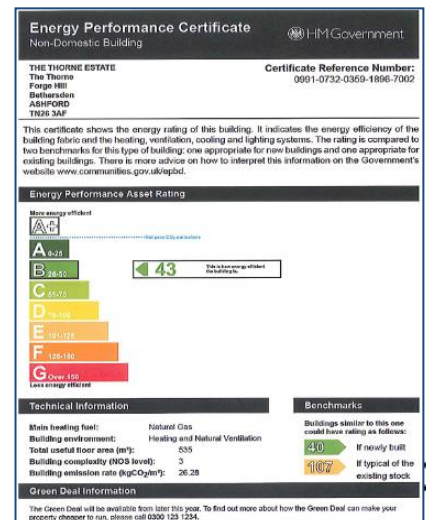 Energy Performance Certificate
Non-Domestic Building
HM Government
THE THORNE ESTATE
The Thorne
Forge Hill
Bethersden
ASHFORD
TN26 3AF
Certificate Reference Number:
0991-0732-0359-1896-7002
This certificate shows the energy rating of this building. It indicates the energy efficiency of the
building fabric and the heating, ventilation, cooling and lighting systems. The rating is compared to
two benchmarks for this type of building: one appropriate for new buildings and one appropriate for
existing buildings. There is more advice on how to interpret this information on the Government's
website www.communities.gov.uk/epbd.
Energy Performance Asset Rating
More energy efficient
A+
A 0-25
B 26-50
43
This is how energy efficient
the building is.
C 51-75
D 76-100
E 101-125
F 126-150
G Over 150
Less energy efficient
Technical Information
Main heating fuel: Natural Gas
Building environment: Heating and Natural Ventilation
Total useful floor area (m²): 535
Building complexity (NOS level): 3
Building emission rate (kgCO₂/m²): 26.28
Benchmarks
Buildings similar to this one
could have rating as follows:
40 If newly built
107 If typical of the
existing stock
Green Deal Information
The Green Deal will be available from later this year. To find out more about how the Green Deal can make your
property cheaper to run, please call 0300 123 1234.